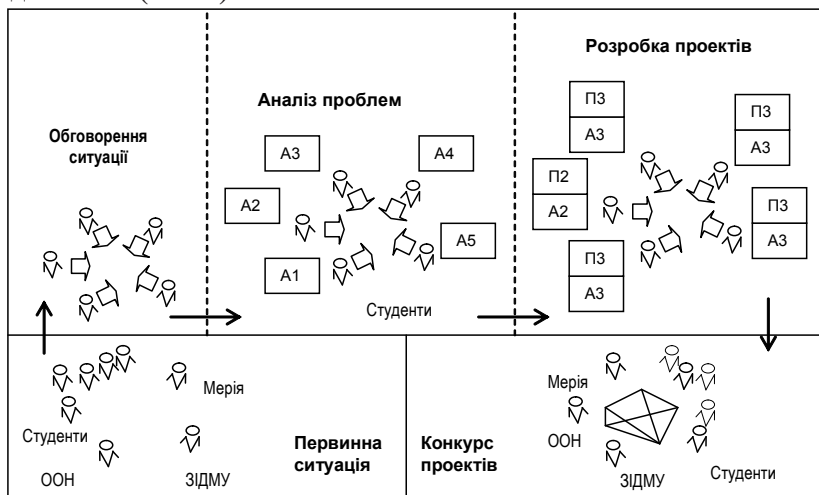 Обговорення
ситуації
Аналіз проблем
А3
А4
А2
А5
А1
Студенти
Розробка проектів
П3
А3
П3
А3
П2
А2
П3
А3
П3
А3
Мерія
Студенти
ООН
ЗІДМУ
Первинна
ситуація
Конкурс
проектів
Мерія
ООН
ЗІДМУ
Студенти